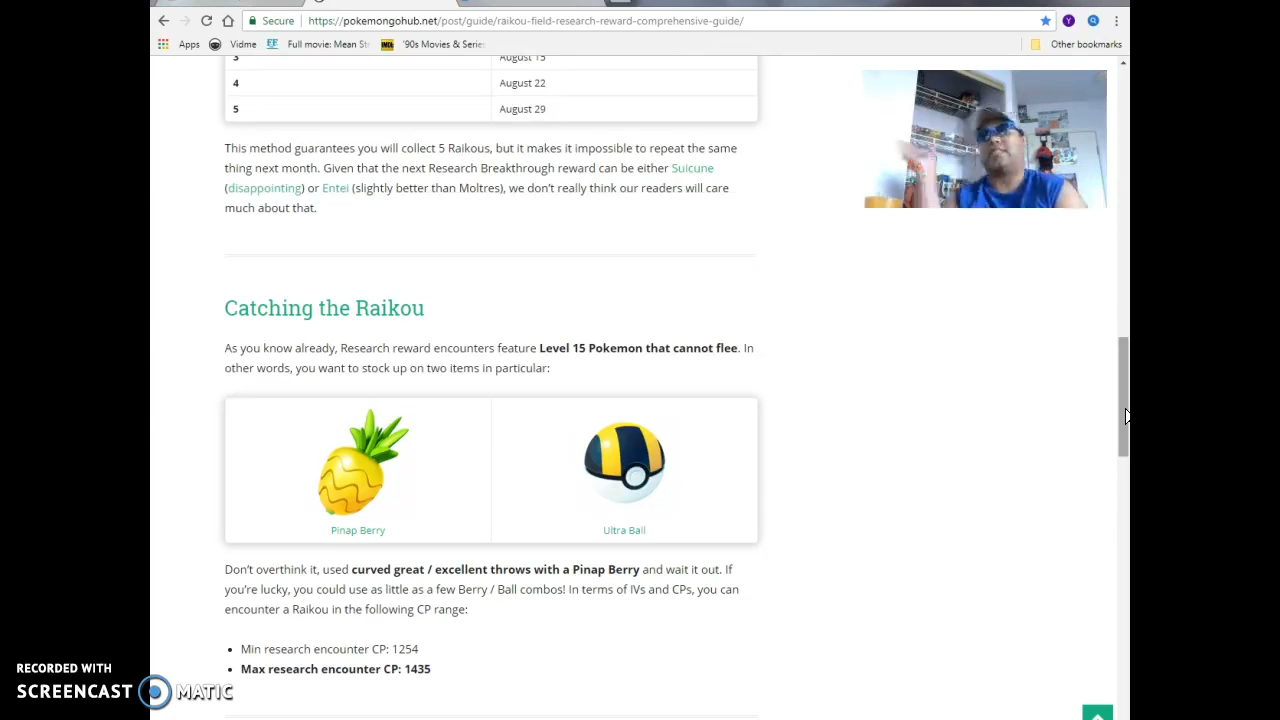 Secure
https://pokemongohub.net/post/guide/raikou-field-research-reward-comprehensive-guide/
Y
Apps
Vidme
EF
Full movie: Mean Str
IMDb
'90s Movies & Series
Other bookmarks
3 August 15
4 August 22
5 August 29
This method guarantees you will collect 5 Raikous, but it makes it impossible to repeat the same
thing next month. Given that the next Research Breakthrough reward can be either Suicune
(disappointing) or Entei (slightly better than Moltres), we don't really think our readers will care
much about that.
Catching the Raikou
As you know already, Research reward encounters feature Level 15 Pokemon that cannot flee. In
other words, you want to stock up on two items in particular:
Pinap Berry
Ultra Ball
Don't overthink it, used curved great / excellent throws with a Pinap Berry and wait it out. If
you're lucky, you could use as little as a few Berry / Ball combos! In terms of IVs and CPs, you can
encounter a Raikou in the following CP range:
Min research encounter CP: 1254
Max research encounter CP: 1435
RECORDED WITH
SCREENCAST MATIC